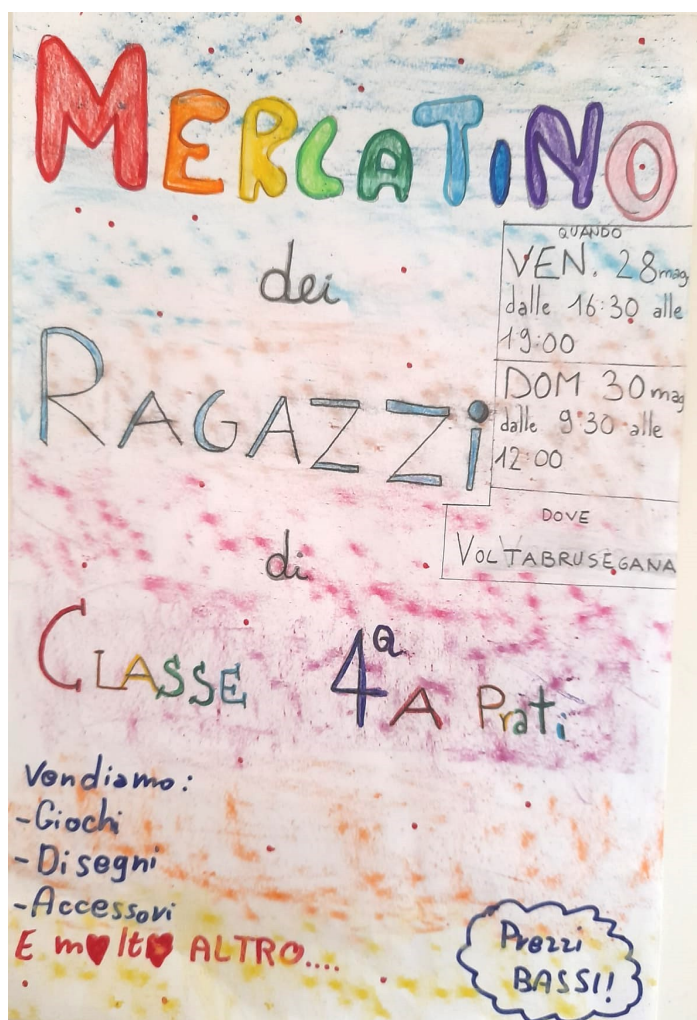 MERCATINO
dei
RAGAZZi
di
CLASSE 4ª A Prati
QUANDO
VEN. 28 mag
dalle 16:30 alle
19:00
DOM 30 mag
dalle 9:30 alle
12:00
DOVE
VOLTABRUSEGANA
Vendiamo:
-Giochi
-Disegni
-Accessori
E m♥lt♥ ALTRO....
Prezzi
BASSI!